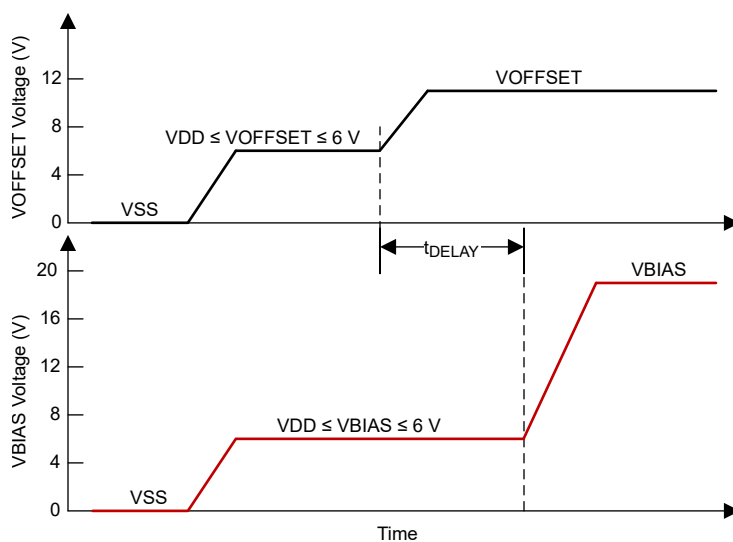 VOFFSET Voltage (V)
12
8
4
0
VOFFSET
VDD ≤ VOFFSET ≤ 6 V
VSS
tDELAY
VBIAS Voltage (V)
20
16
12
8
4
0
VBIAS
VDD ≤ VBIAS ≤ 6 V
VSS
Time